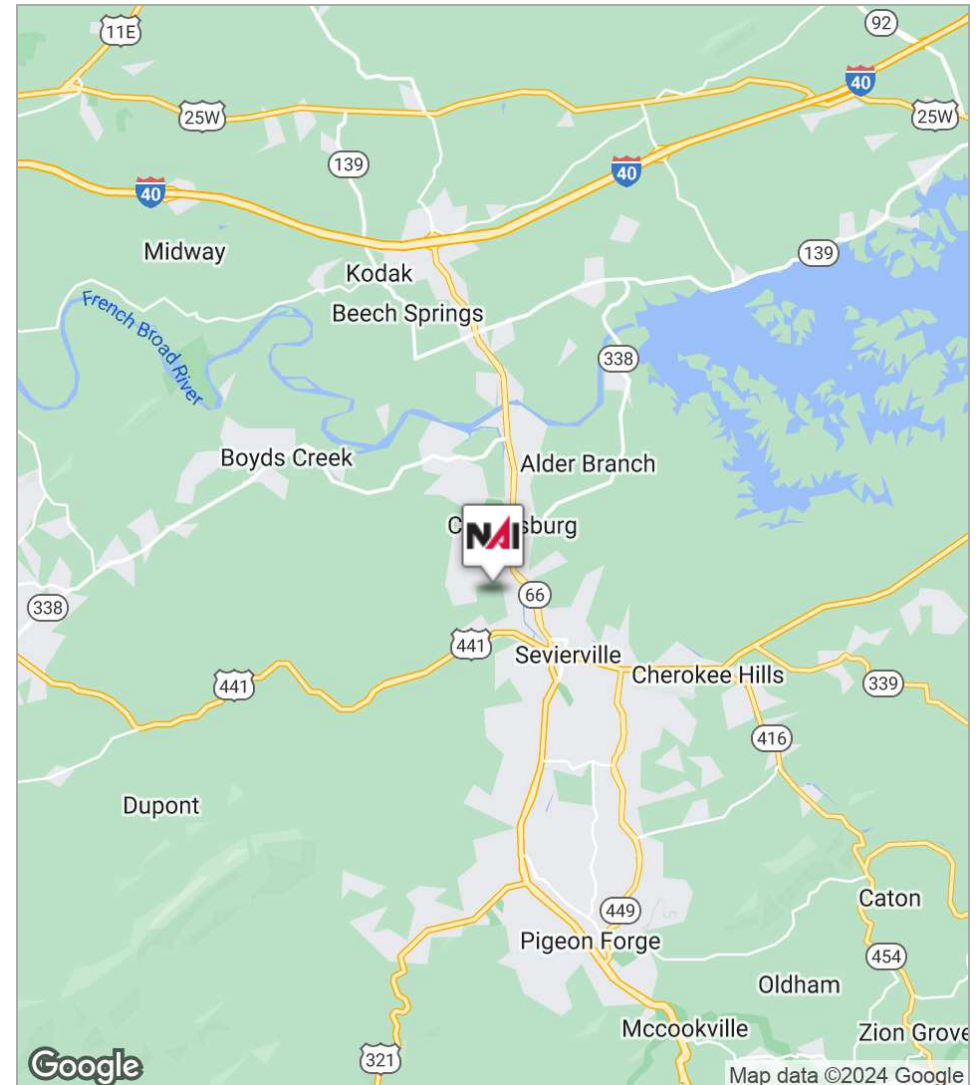 11E
92
40
25W
25W
139
40
40
139
Midway
Kodak
French Broad River
Beech Springs
338
Boyds Creek
Alder Branch
NAI
sburg
66
338
441
Sevierville
441
Cherokee Hills
339
416
Dupont
Caton
449
Pigeon Forge
454
Oldham
Mccookville
Zion Grove
321
Google
Map data ©2024 Google